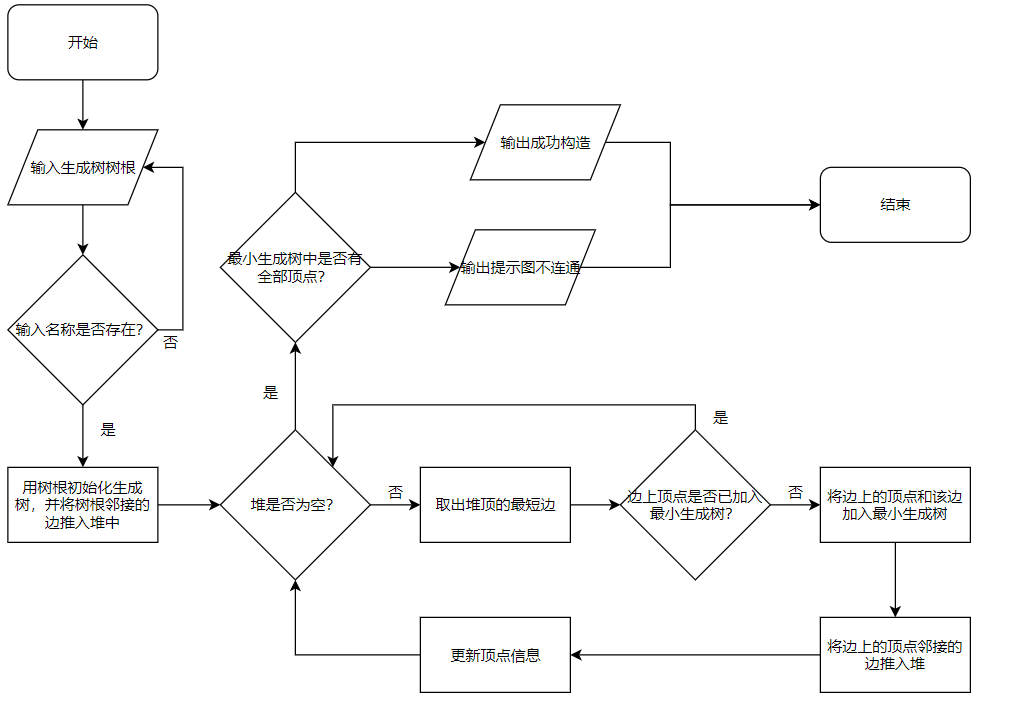 开始
输入生成树树根
输入名称是否存在?
否
是
用树根初始化生成
树，并将树根邻接的
边推入堆中
堆是否为空?
是
否
最小生成树中是否有
全部顶点?
输出成功构造
输出提示图不连通
结束
取出堆顶的最短边
边上顶点是否已加入
最小生成树?
是
否
将边上的顶点和该边
加入最小生成树
将边上的顶点邻接的
边推入堆
更新顶点信息